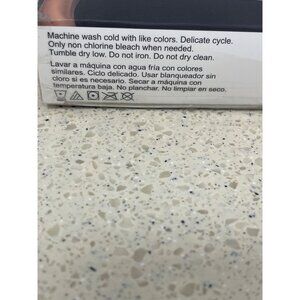 Machine wash cold with like colors. Delicate cycle.
Only non chlorine bleach when needed.
Tumble dry low. Do not iron. Do not dry clean.
Lavar a máquina con agua fría con colores
similares. Ciclo delicado. Usar blanqueador sin
cloro si es necesario. Secar a máquina con
temperatura baja. No planchar. No limpiar en seco.